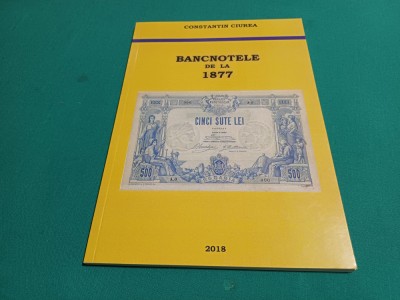 CONSTANTIN CIUREA
BANCNOTELE
DE LA
1877
CINCI SUTE LEI
500
500
2018